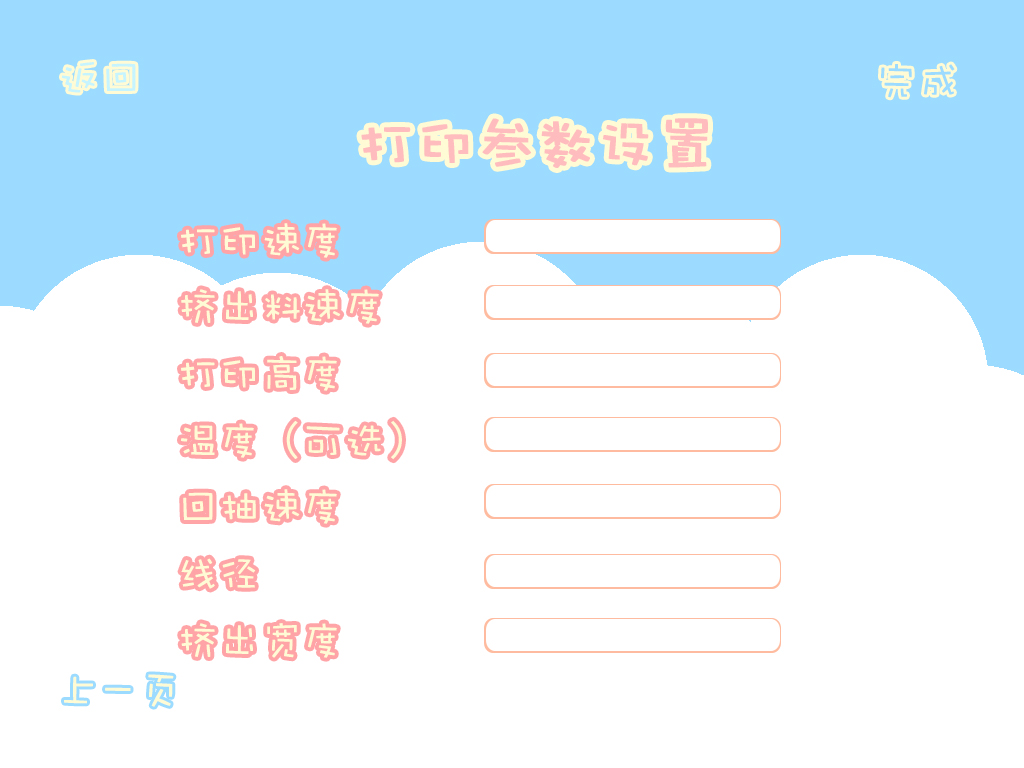 返回
完成
打印参数设置
打印速度
挤出料速度
打印高度
温度（可选）
回抽速度
线径
挤出宽度
上一页